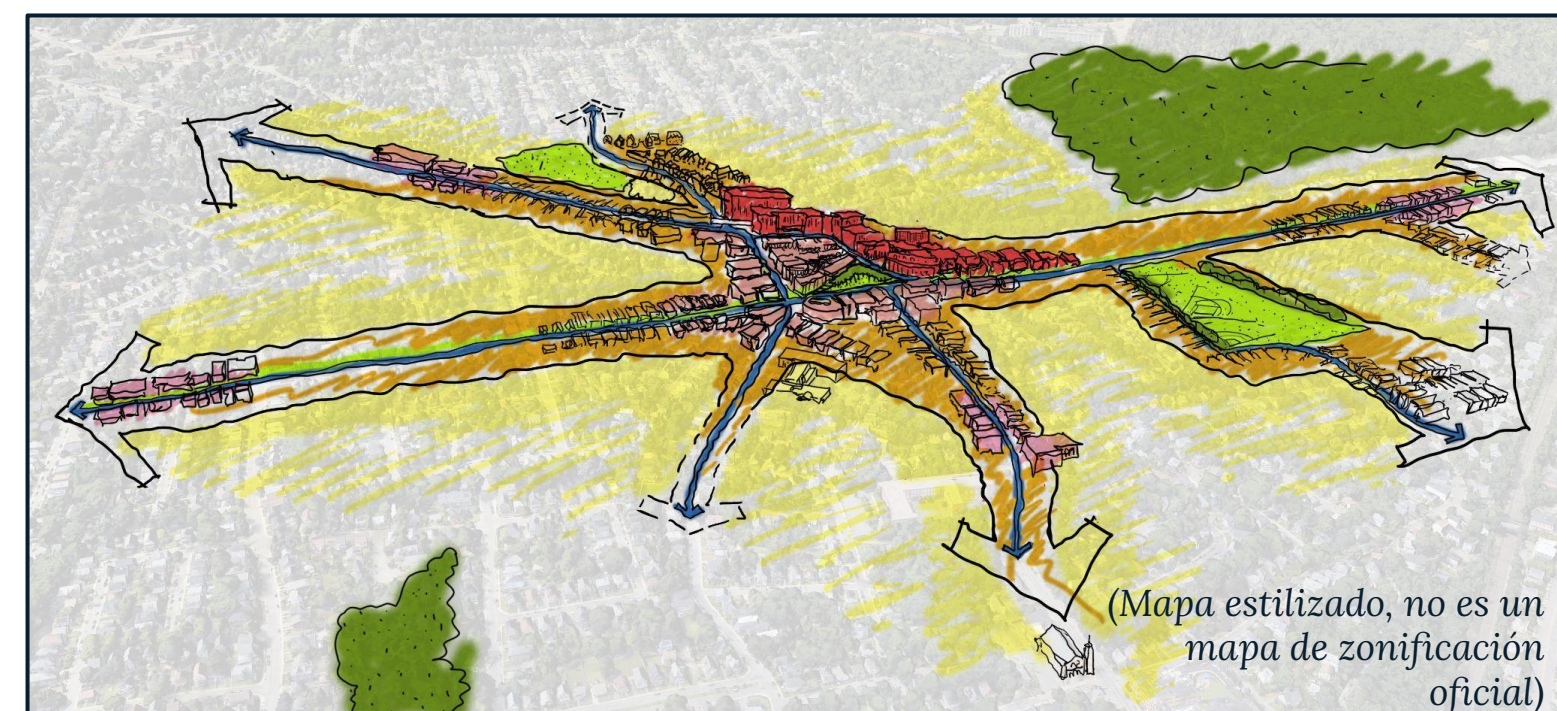 (Mapa estilizado, no es un
mapa de zonificación
oficial)